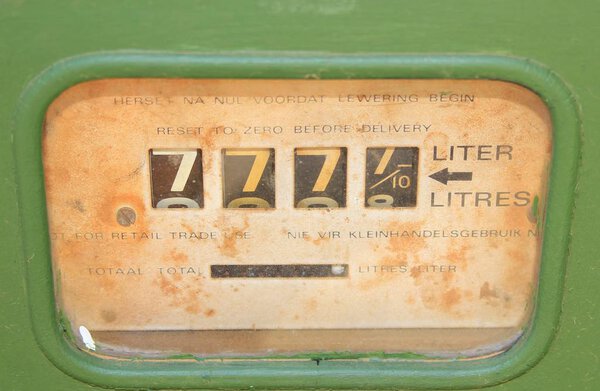 HERSET NA NUL VOORDAT LEWERING BEGIN
RESET TO ZERO BEFORE DELIVERY
7 7 7 7/10 LITER
LITRES
FOR RETAIL TRADE USE. NIE VIR KLEINHANDELSGEBRUIK
TOTAAL TOTAL LITRES LITER